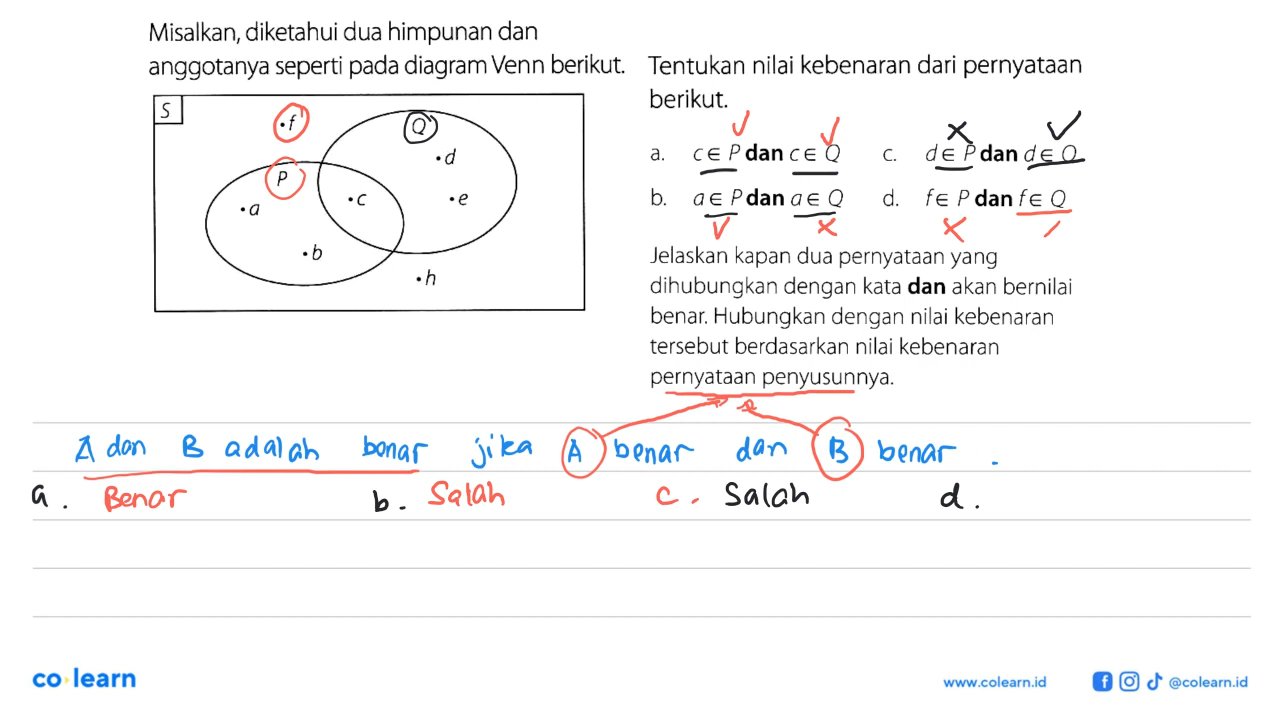 Misalkan, diketahui dua himpunan dan
anggotanya seperti pada diagram Venn berikut.
S
f
Q
d
P
a
c
e
b
h
Tentukan nilai kebenaran dari pernyataan
berikut.
a. c ∈ P dan c ∈ Q c. d ∈ P dan d ∈ Q
b. a ∈ P dan a ∈ Q d. f ∈ P dan f ∈ Q
Jelaskan kapan dua pernyataan yang
dihubungkan dengan kata dan akan bernilai
benar. Hubungkan dengan nilai kebenaran
tersebut berdasarkan nilai kebenaran
pernyataan penyusunnya.
A dan B adalah benar jika A benar dan B benar .
a. Benar b. Salah c. Salah d.
co learn
www.colearn.id @colearn.id